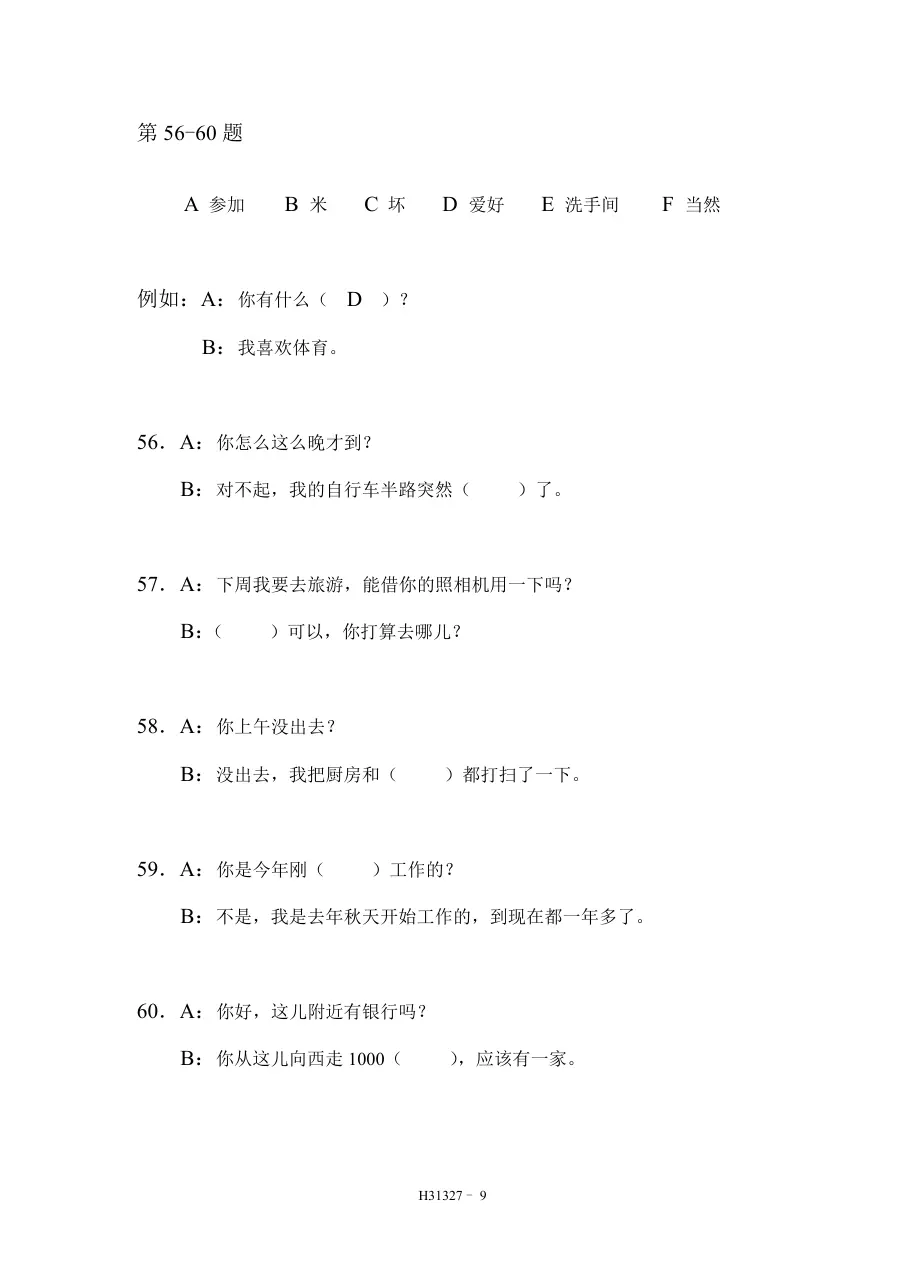 第 56-60 题
A 参加 B 米 C 坏 D 爱好 E 洗手间 F 当然
例如：A：你有什么（ D ）？
B：我喜欢体育。
56．A：你怎么这么晚才到？
B：对不起，我的自行车半路突然（ ）了。
57．A：下周我要去旅游，能借你的照相机用一下吗？
B：（ ）可以，你打算去哪儿？
58．A：你上午没出去？
B：没出去，我把厨房和（ ）都打扫了一下。
59．A：你是今年刚（ ）工作的？
B：不是，我是去年秋天开始工作的，到现在都一年多了。
60．A：你好，这儿附近有银行吗？
B：你从这儿向西走 1000（ ），应该有一家。
H31327 - 9